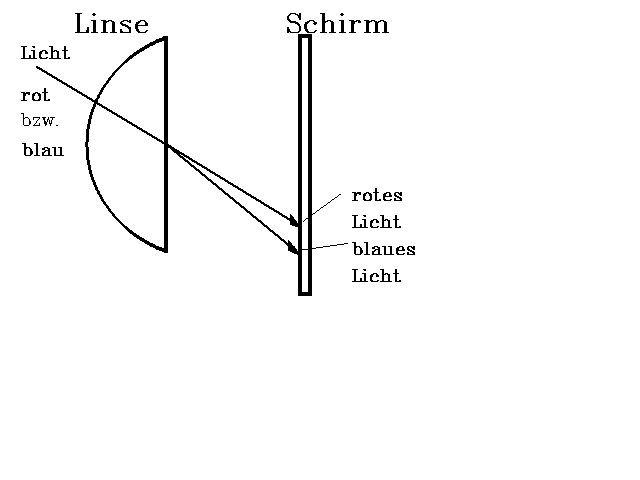 Linse Schirm
Licht
rot
bzw.
blau
rotes
Licht
blaues
Licht